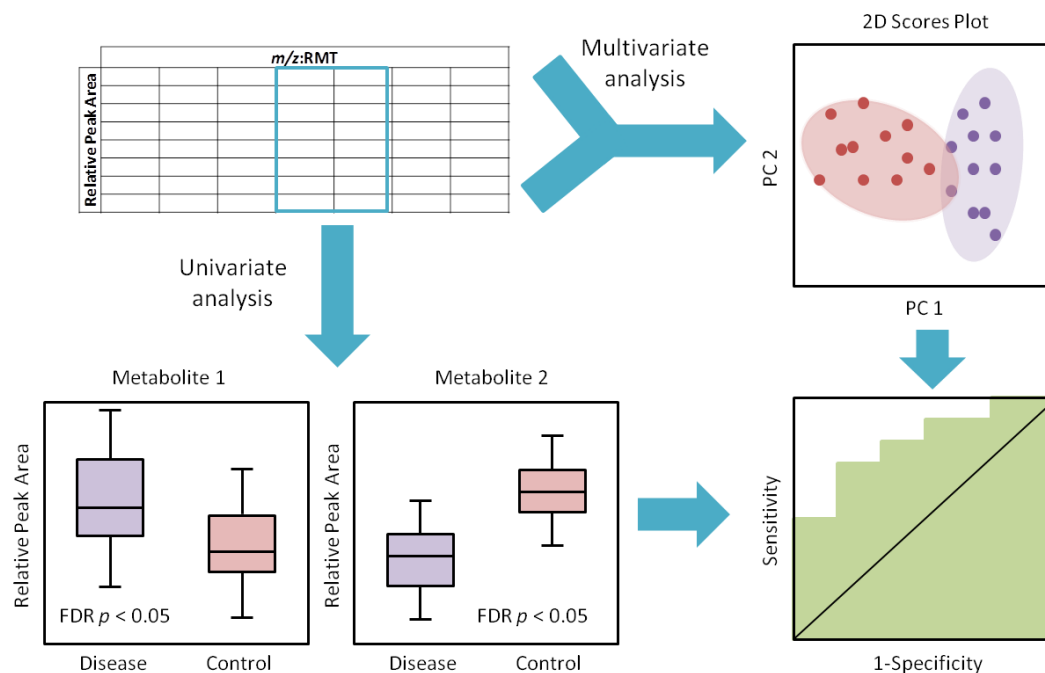 m/z:RMT
Relative Peak Area
Multivariate
analysis
2D Scores Plot
PC 2
PC 1
Univariate
analysis
Metabolite 1
Relative Peak Area
FDR p < 0.05
Disease
Control
Metabolite 2
Relative Peak Area
FDR p < 0.05
Disease
Control
Sensitivity
1-Specificity